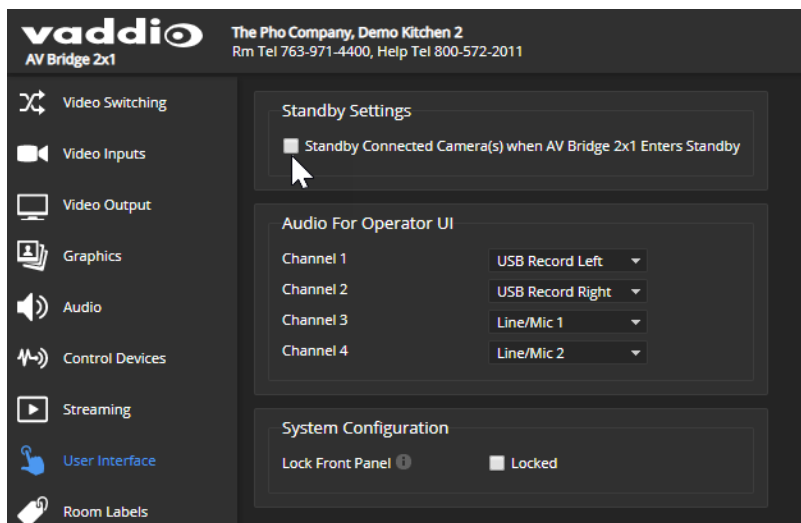 vaddio
AV Bridge 2x1
The Pho Company, Demo Kitchen 2
Rm Tel 763-971-4400, Help Tel 800-572-2011
Video Switching
Video Inputs
Video Output
Graphics
Audio
Control Devices
Streaming
User Interface
Room Labels
Standby Settings
Standby Connected Camera(s) when AV Bridge 2x1 Enters Standby
Audio For Operator UI
Channel 1 USB Record Left
Channel 2 USB Record Right
Channel 3 Line/Mic 1
Channel 4 Line/Mic 2
System Configuration
Lock Front Panel Locked